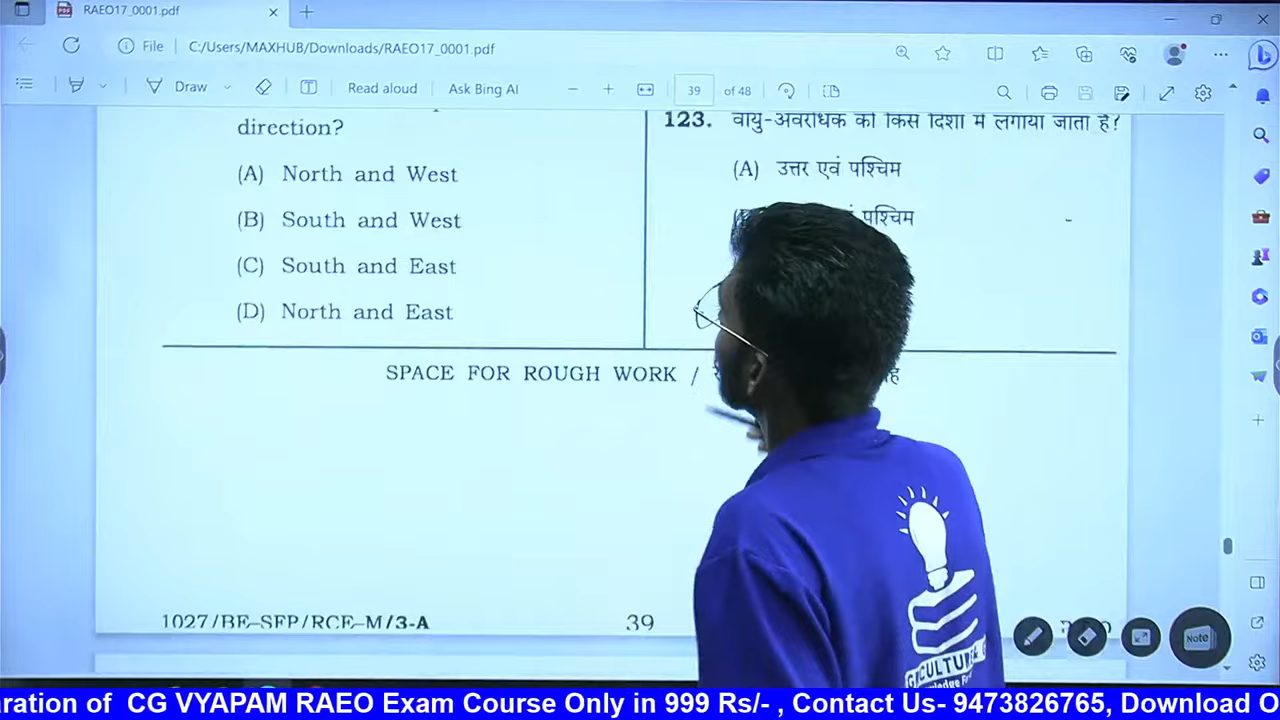 RAEO17_0001.pdf
File
C:/Users/MAXHUB/Downloads/RAEO17_0001.pdf
Draw
Read aloud
Ask Bing AI
39
of 48
direction?
(A) North and West
(B) South and West
(C) South and East
(D) North and East
123. वायु-अवरोधक को किस दिशा में लगाया जाता है?
(A) उत्तर एवं पश्चिम
पश्चिम
SPACE FOR ROUGH WORK /
1027/BE–SEP/RCE–M/3-A
39
Note
aration of CG VYAPAM RAEO Exam Course Only in 999 Rs/- , Contact Us- 9473826765, Download O